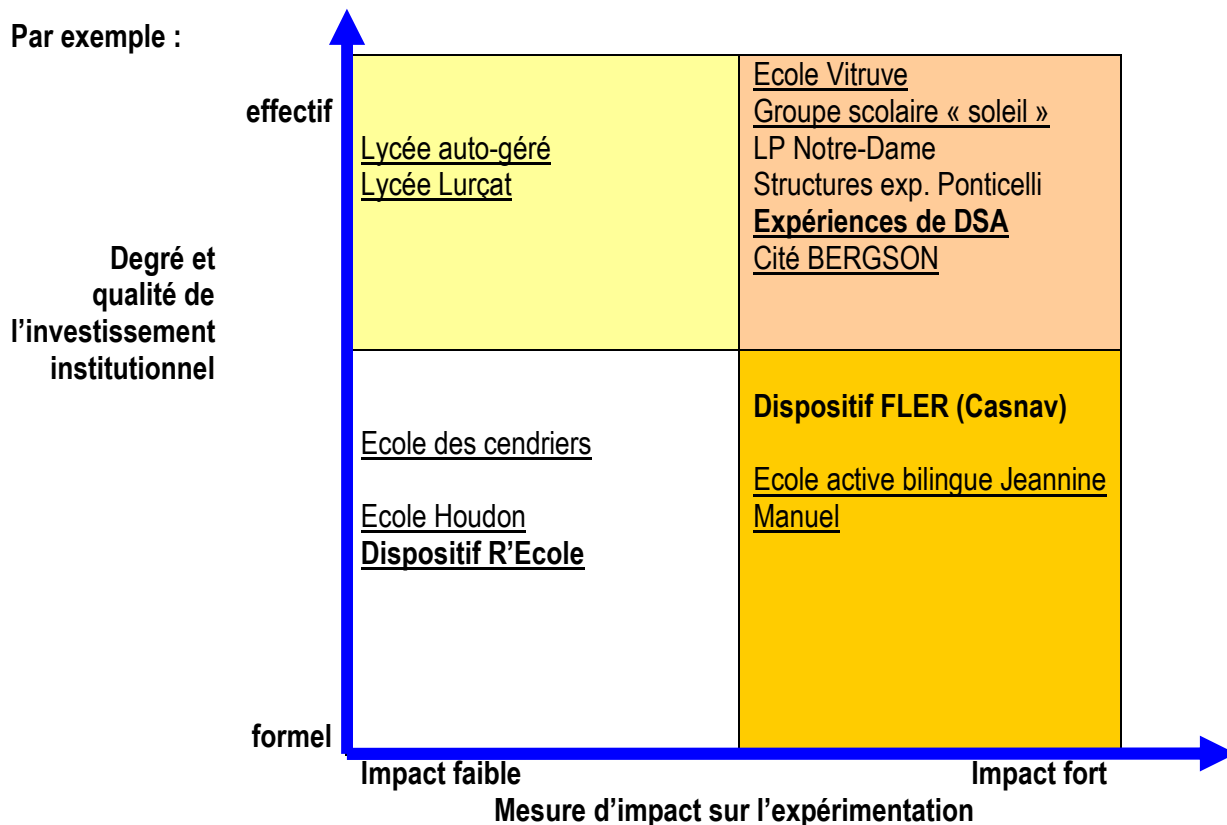 Par exemple :
effectif
Degré et
qualité de
l’investissement
institutionnel
formel
Lycée auto-géré
Lycée Lurçat
Ecole Vitruve
Groupe scolaire « soleil »
LP Notre-Dame
Structures exp. Ponticelli
Expériences de DSA
Cité BERGSON
Ecole des cendriers
Ecole Houdon
Dispositif R’Ecole
Dispositif FLER (Casnav)
Ecole active bilingue Jeannine
Manuel
Impact faible
Impact fort
Mesure d’impact sur l’expérimentation